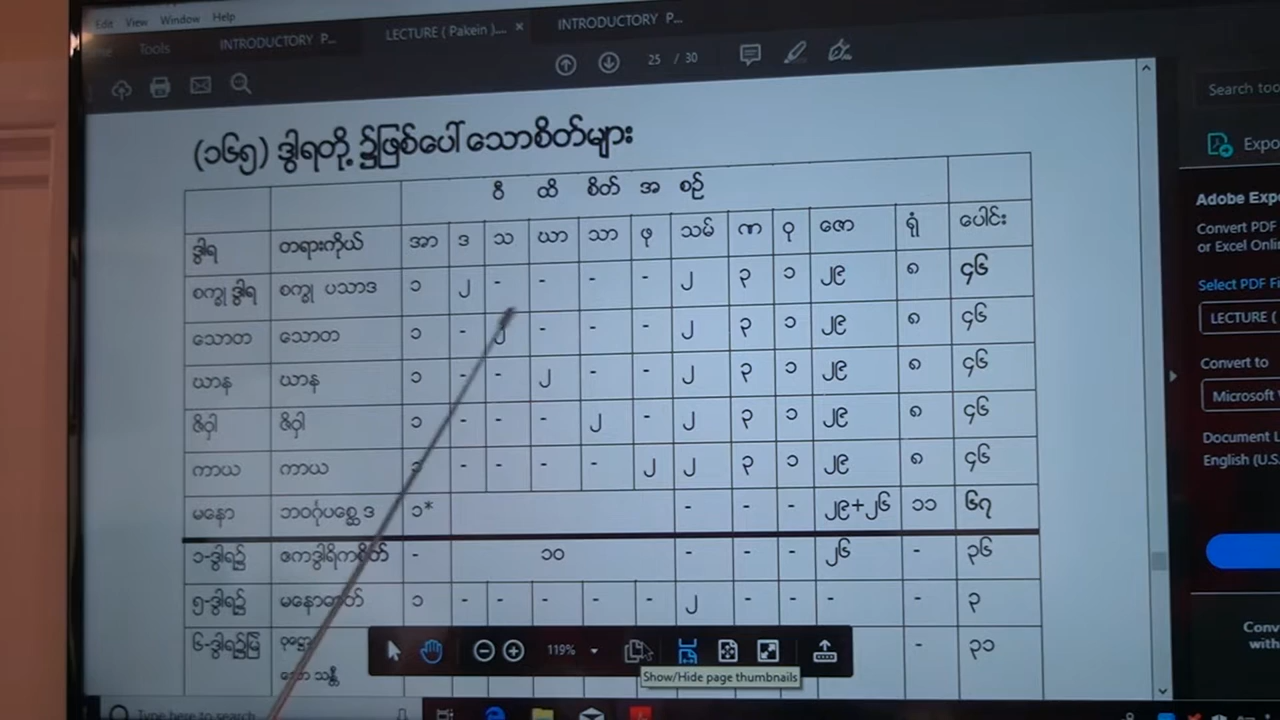 Edit View Window Help
Tools INTRODUCTORY P... LECTURE ( Pakein )... × INTRODUCTORY P...
25 / 30
Search too
(၁၆၅) ဒွါရတို့၌ဖြစ်ပေါ်သောစိတ်များ
ဝီ ထိ စိတ် အ စဉ်
ဒွါရ တရားကိုယ် အာ ဒ သ ဃာ သာ ဖု သမ် ဏ ဝု ဇော ရုံ ပေါင်း
စက္ခုဒွါရ စက္ခု ပသာဒ ၁ ၂ - - - - ၂ ၃ ၁ ၂၉ ၈ ၄၆
သောတ သောတ ၁ - ၂ - - - ၂ ၃ ၁ ၂၉ ၈ ၄၆
ဃာန ဃာန ၁ - - ၂ - - ၂ ၃ ၁ ၂၉ ၈ ၄၆
ဇိဝှါ ဇိဝှါ ၁ - - - ၂ - ၂ ၃ ၁ ၂၉ ၈ ၄၆
ကာယ ကာယ - - - - ၂ ၂ ၃ ၁ ၂၉ ၈ ၄၆
မနော ဘဝင်္ဂုပစ္ဆေဒ ၁* - - - ၂၉+၂၆ ၁၁ ၆၇
၁-ဒွါရ၌ ဧကဒွါရိကစိတ် - ၁၀ - - - ၂၆ - ၃၆
၅-ဒွါရ၌ မနောဓာတ် ၁ - - - - - ၂ - - - - ၃
၆-ဒွါရ၌မြဲ - ၃၁
သန္တီ
119%
Show/Hide page thumbnails
Type here to search
Expo
Adobe Expo
Convert PDF
or Excel Onli
Select PDF Fi
LECTURE (
Convert to
Microsoft
Document L
English (U.S.
Conv
with